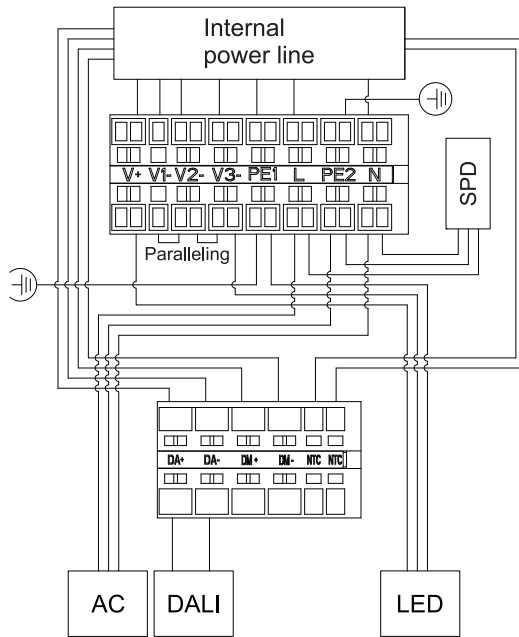 Internal
power line
V+ V1- V2- V3- PE1 L PE2 N
SPD
Paralleling
DA+ DA- DM+ DM- NTC NTC
AC DALI LED